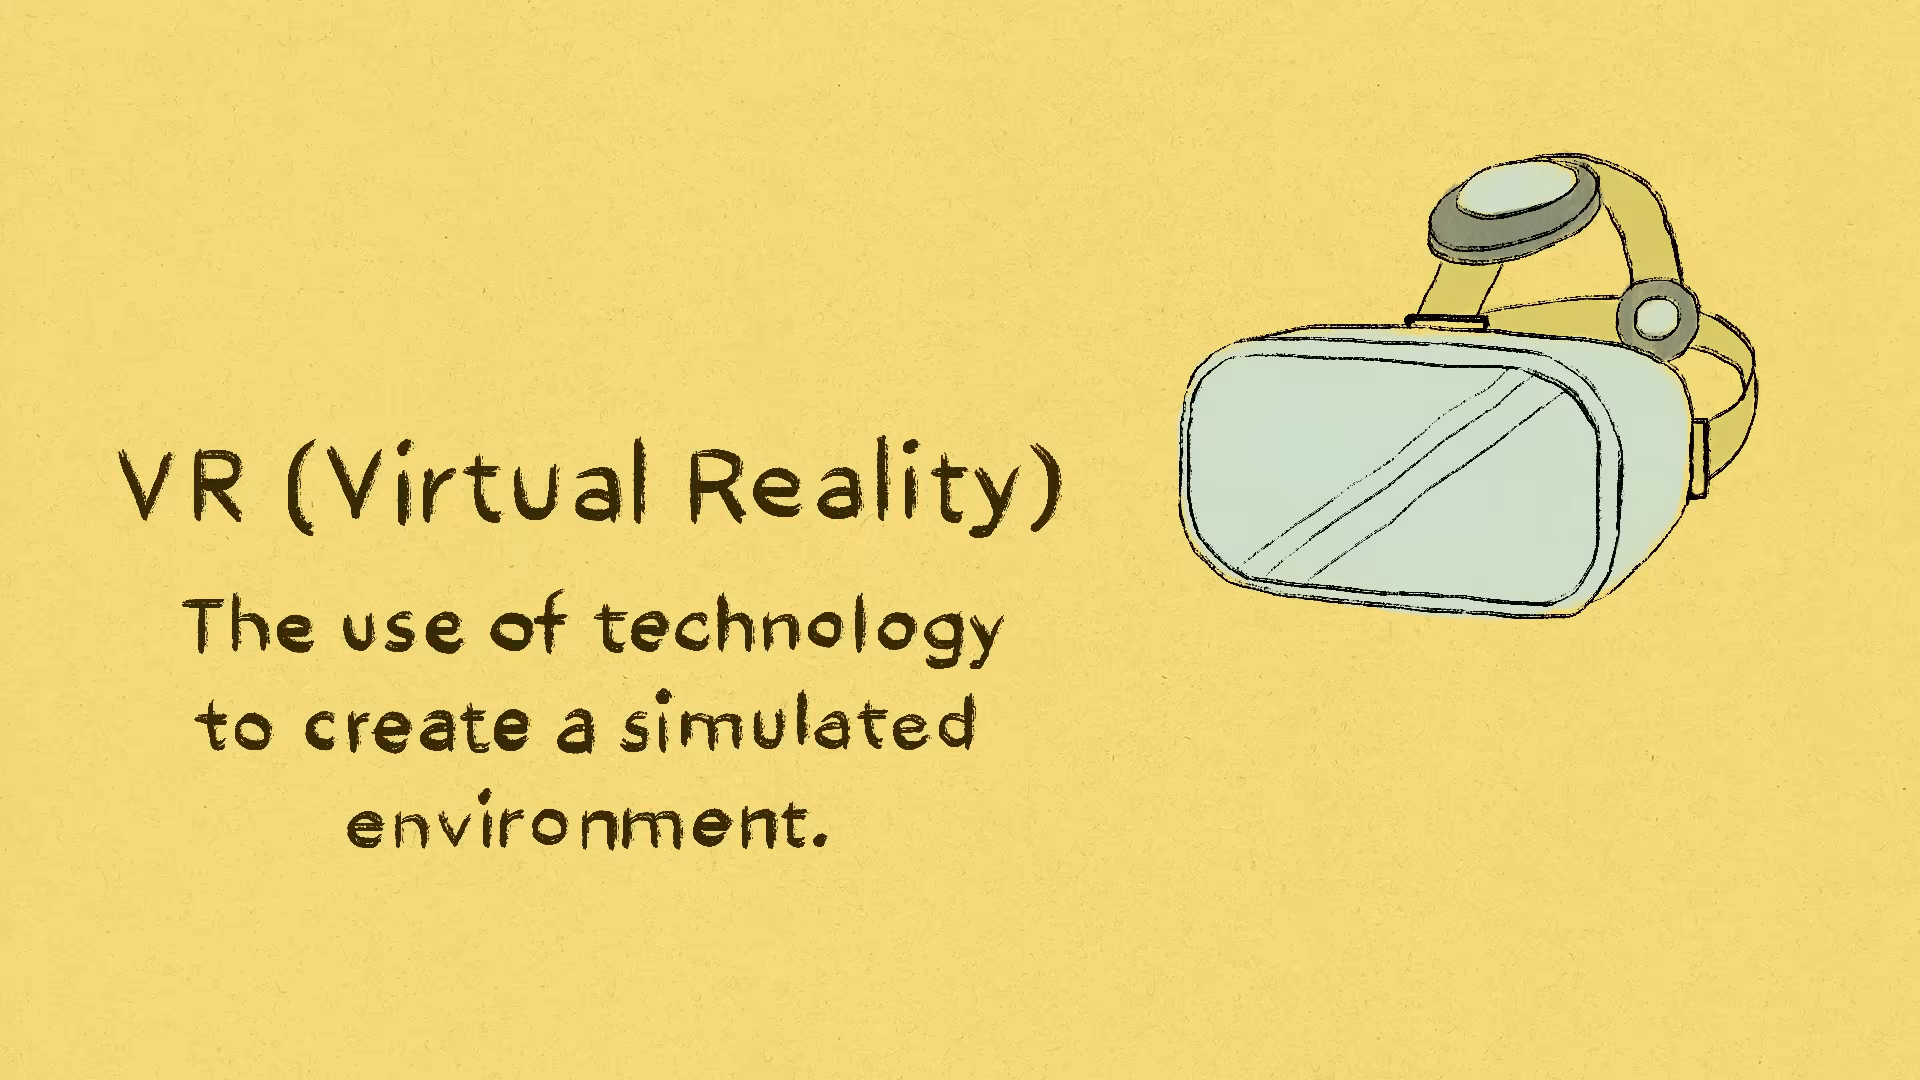 VR (Virtual Reality)
The use of technology
to create a simulated
environment.